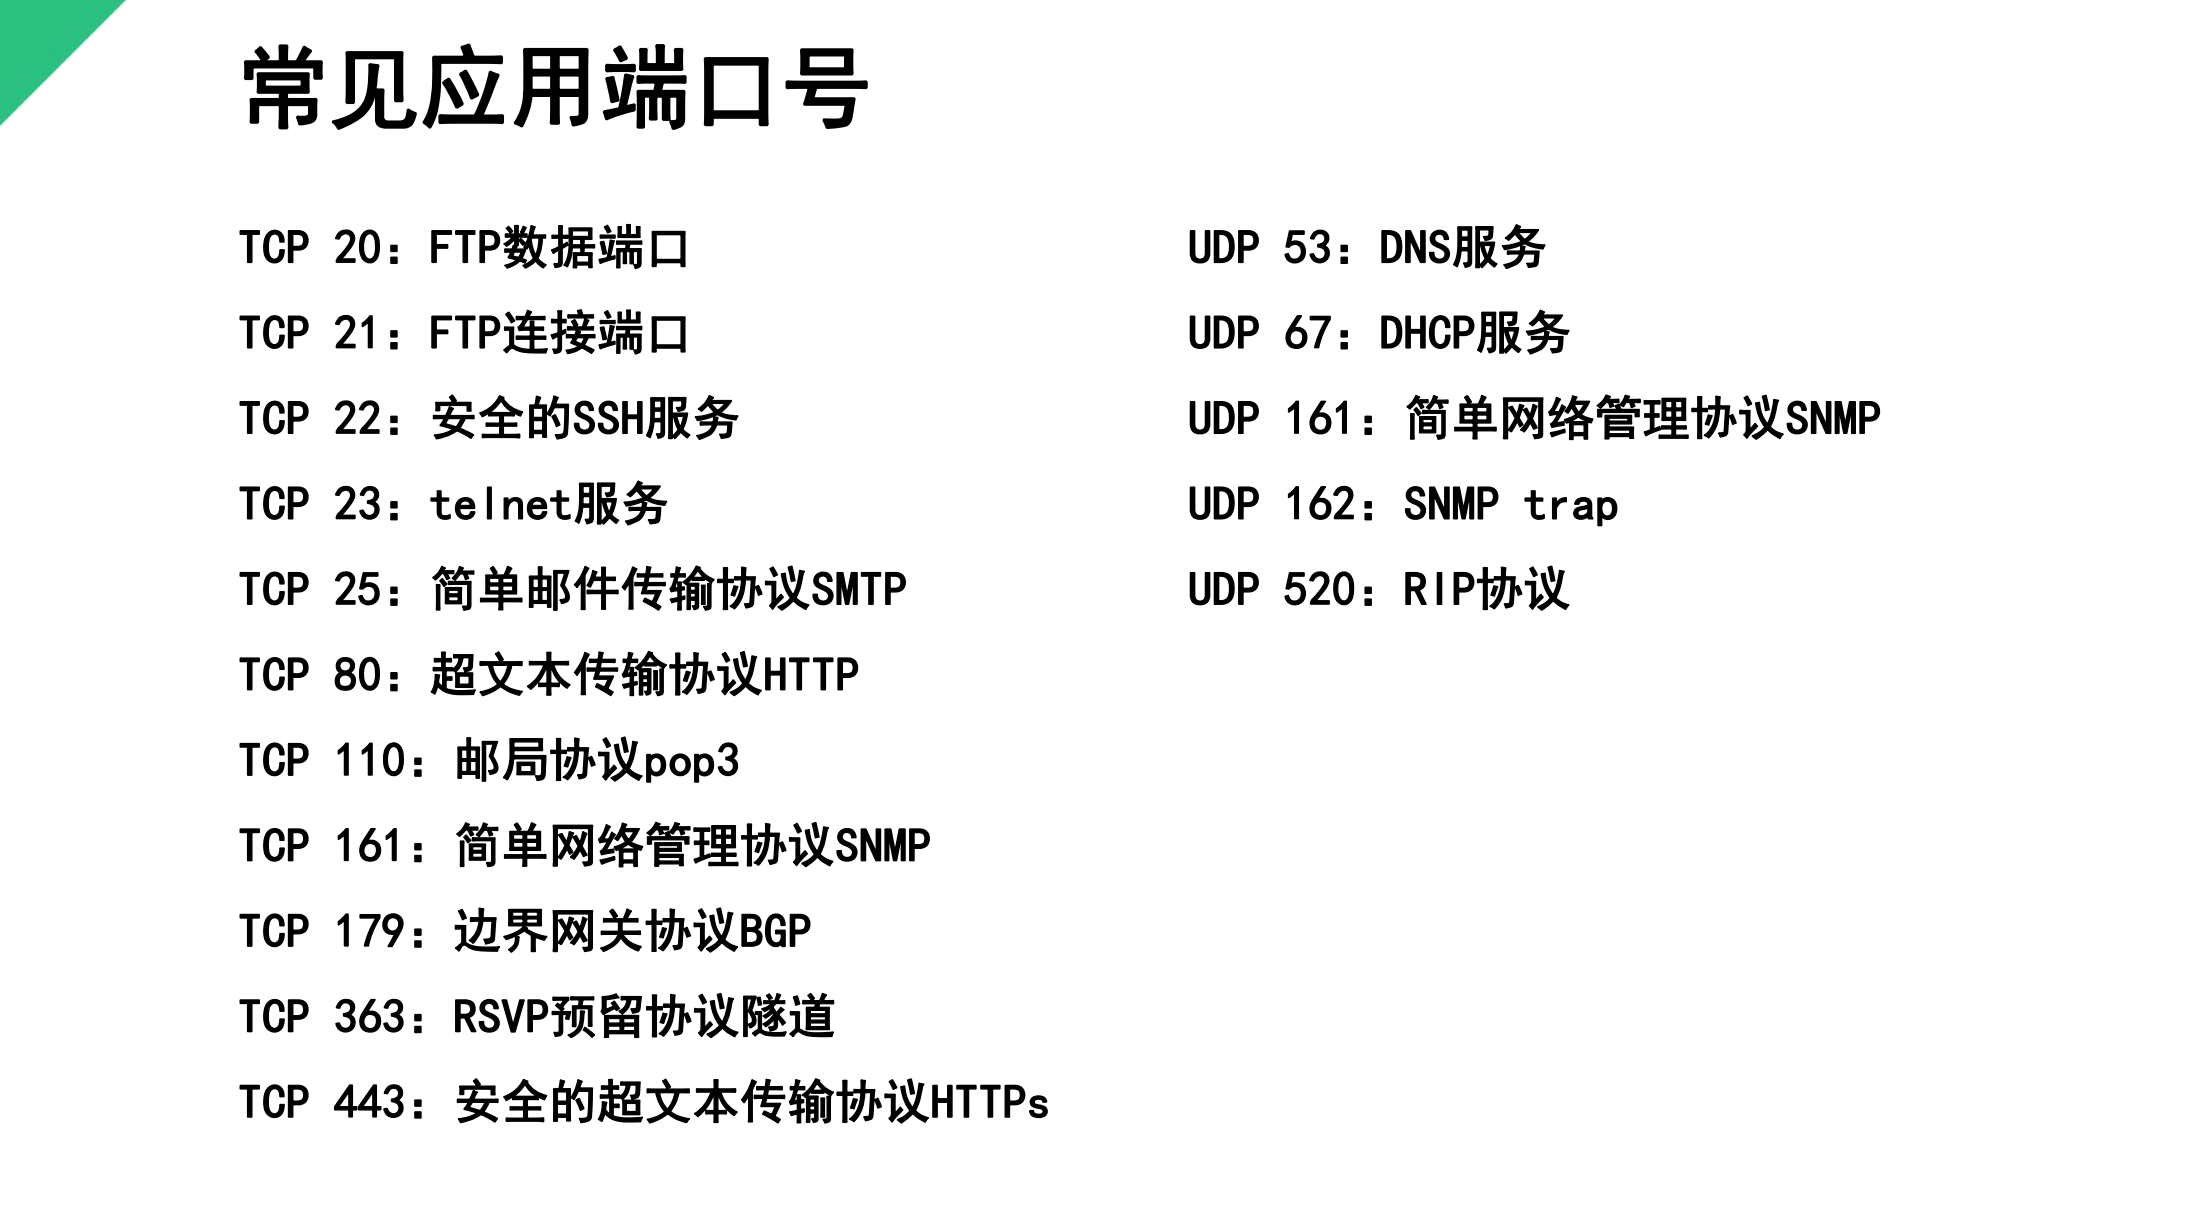 常见应用端口号
TCP 20：FTP数据端口
TCP 21：FTP连接端口
TCP 22：安全的SSH服务
TCP 23：telnet服务
TCP 25：简单邮件传输协议SMTP
TCP 80：超文本传输协议HTTP
TCP 110：邮局协议pop3
TCP 161：简单网络管理协议SNMP
TCP 179：边界网关协议BGP
TCP 363：RSVP预留协议隧道
TCP 443：安全的超文本传输协议HTTPs
UDP 53：DNS服务
UDP 67：DHCP服务
UDP 161：简单网络管理协议SNMP
UDP 162：SNMP trap
UDP 520：RIP协议